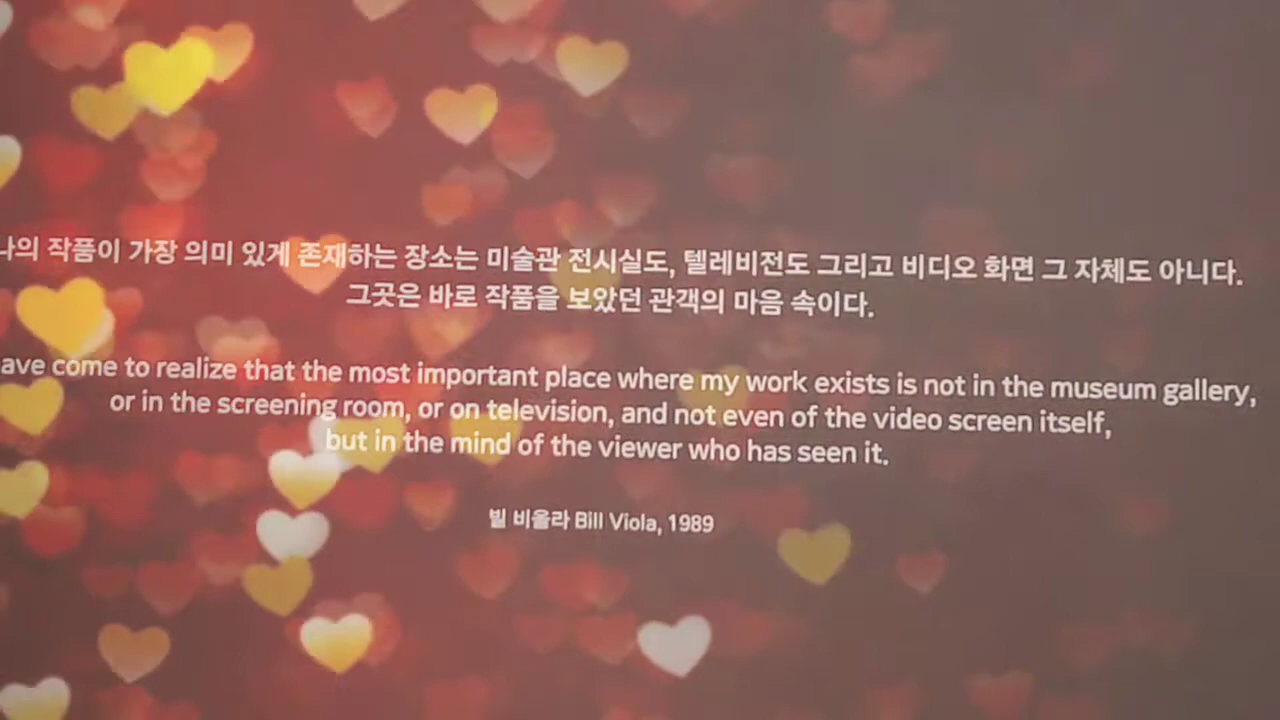 나의 작품이 가장 의미 있게 존재하는 장소는 미술관 전시실도, 텔레비전도 그리고 비디오 화면 그 자체도 아니다.
그곳은 바로 작품을 보았던 관객의 마음 속이다.
ave come to realize that the most important place where my work exists is not in the museum gallery,
or in the screening room, or on television, and not even of the video screen itself,
but in the mind of the viewer who has seen it.
빌 비올라 Bill Viola, 1989